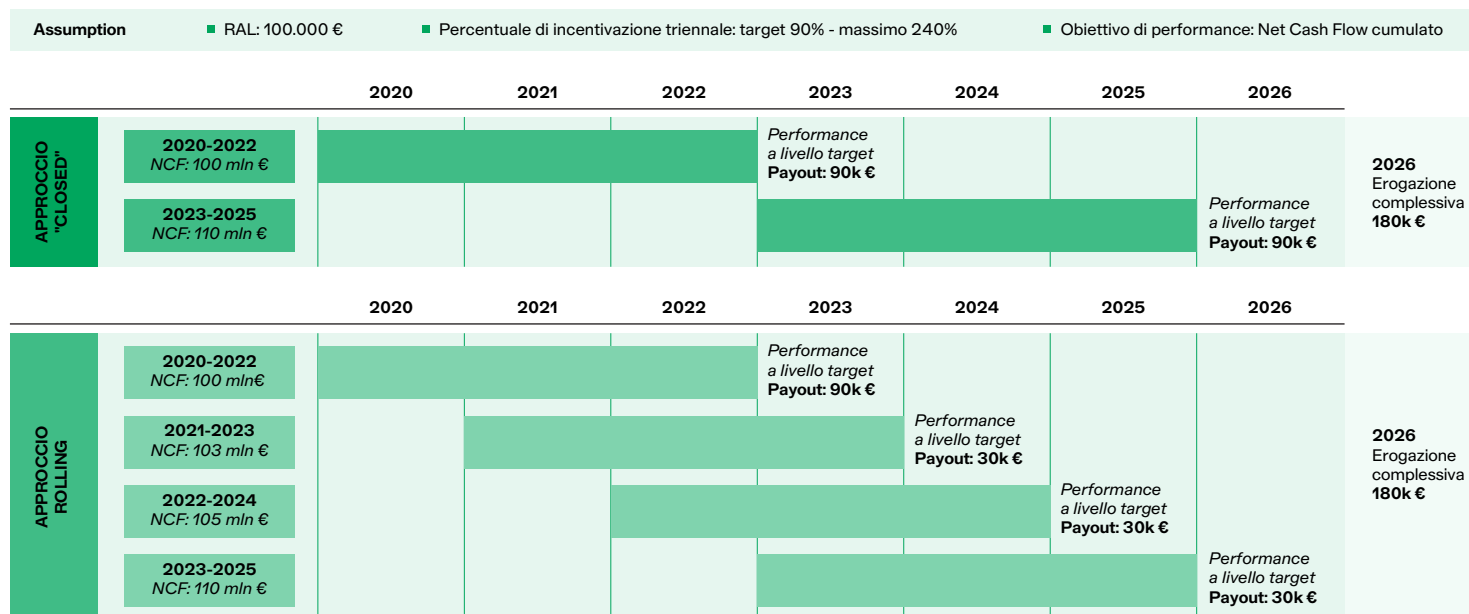 Assumption
RAL: 100.000 €
Percentuale di incentivazione triennale: target 90% - massimo 240%
Obiettivo di performance: Net Cash Flow cumulato
2020 2021 2022 2023 2024 2025 2026
APPROCCIO
"CLOSED"
2020-2022
NCF: 100 mln €
Performance
a livello target
Payout: 90k €
2023-2025
NCF: 110 mln €
Performance
a livello target
Payout: 90k €
2026
Erogazione
complessiva
180k €
2020 2021 2022 2023 2024 2025 2026
APPROCCIO
ROLLING
2020-2022
NCF: 100 mln€
Performance
a livello target
Payout: 90k €
2021-2023
NCF: 103 mln €
Performance
a livello target
Payout: 30k €
2022-2024
NCF: 105 mln €
Performance
a livello target
Payout: 30k €
2023-2025
NCF: 110 mln €
Performance
a livello target
Payout: 30k €
2026
Erogazione
complessiva
180k €